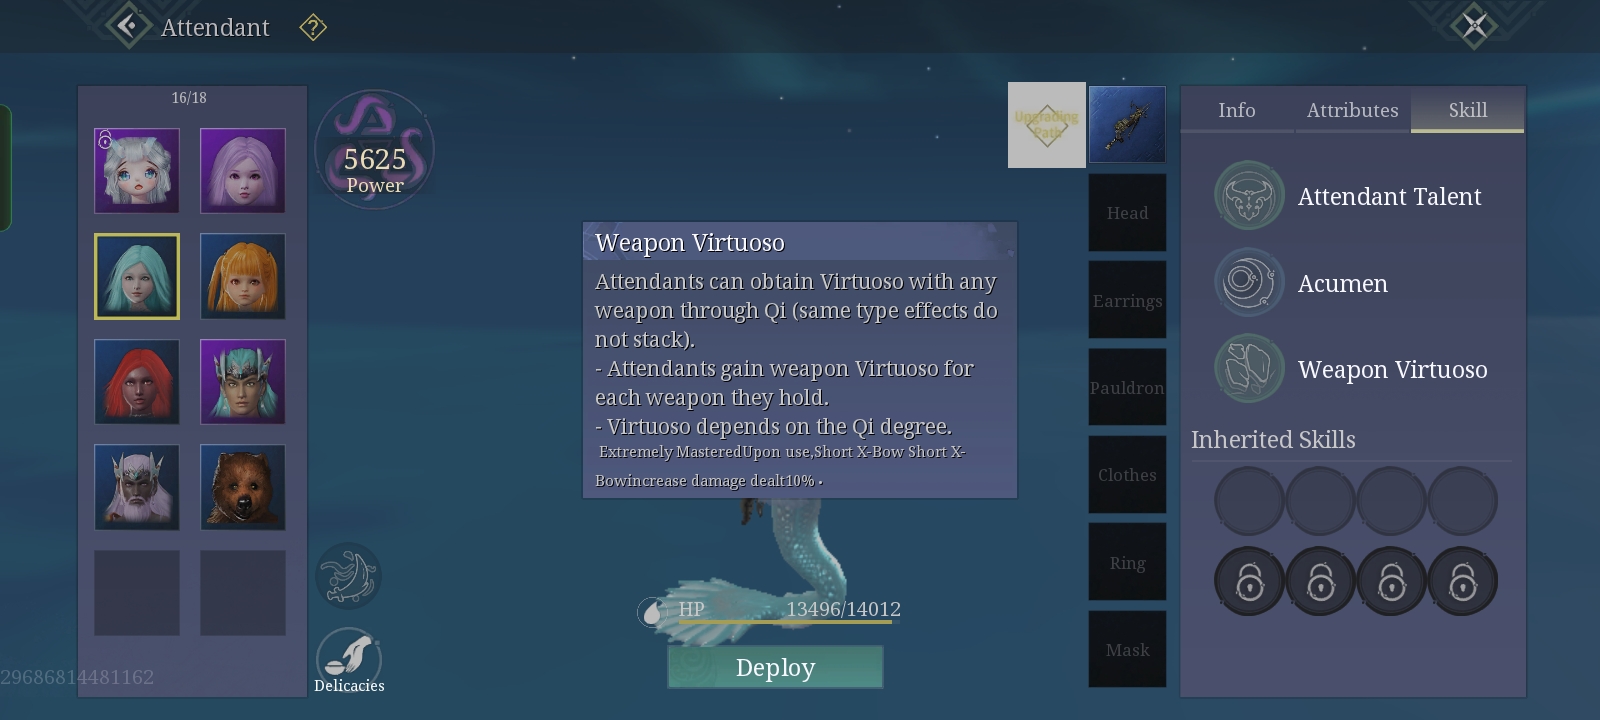 Attendant
?
16/18
5625
Power
Upgrading
Path
Info
Attributes
Skill
Attendant Talent
Acumen
Weapon Virtuoso
Inherited Skills
Weapon Virtuoso
Attendants can obtain Virtuoso with any
weapon through Qi (same type effects do
not stack).
- Attendants gain weapon Virtuoso for
each weapon they hold.
- Virtuoso depends on the Qi degree.
Extremely MasteredUpon use,Short X-Bow Short X-
Bowincrease damage dealt10% •
Head
Earrings
Pauldron
Clothes
Ring
Mask
HP
13496/14012
Deploy
Delicacies
29686814481162